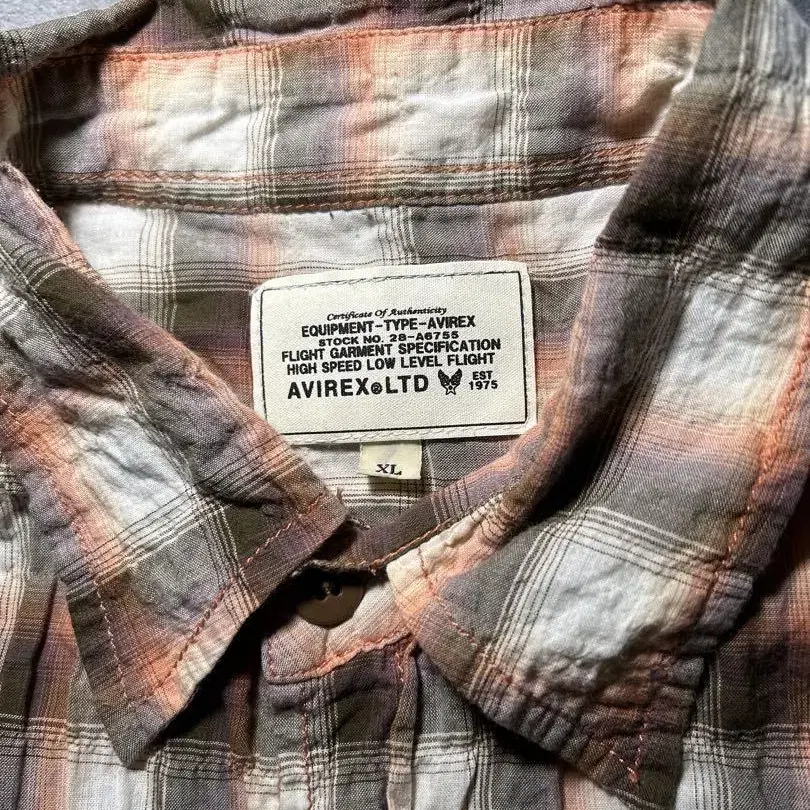 Certificate Of Authenticity
EQUIPMENT-TYPE-AVIREX
STOCK NO. 28-A6755
FLIGHT GARMENT SPECIFICATION
HIGH SPEED LOW LEVEL FLIGHT
AVIREX®LTD EST 1975
XL